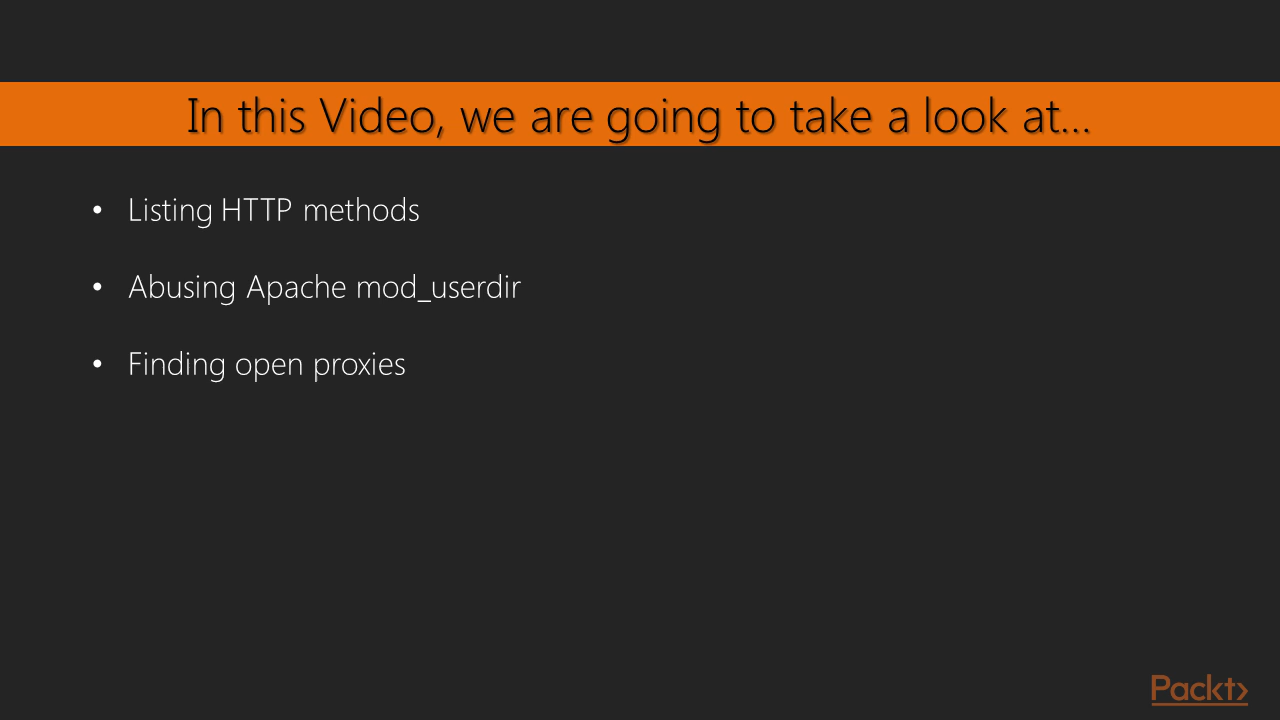 In this Video, we are going to take a look at...
• Listing HTTP methods
• Abusing Apache mod_userdir
• Finding open proxies
Packt>